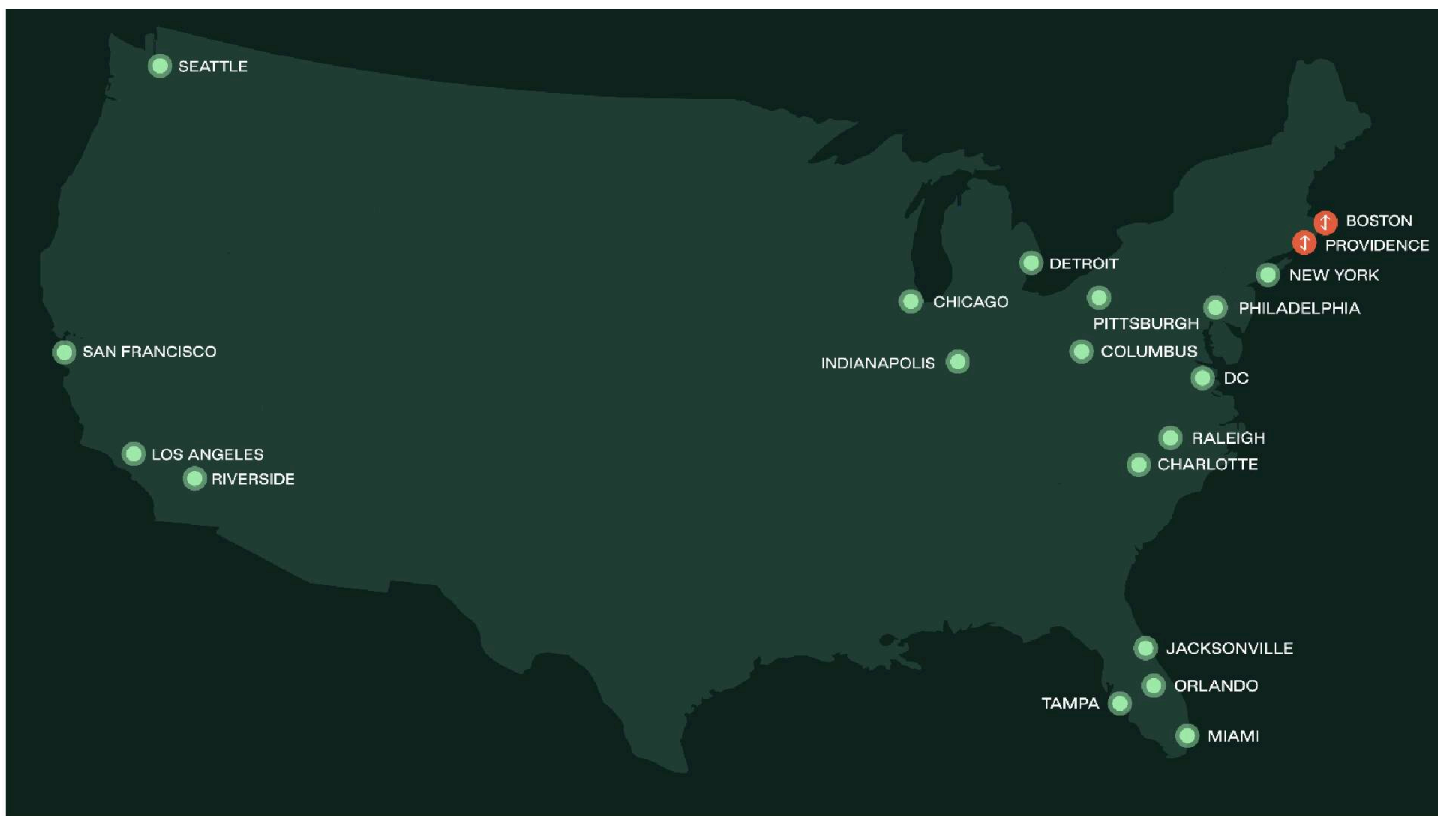 SEATTLE
BOSTON
PROVIDENCE
DETROIT
NEW YORK
CHICAGO
PHILADELPHIA
PITTSBURGH
SAN FRANCISCO
COLUMBUS
INDIANAPOLIS
DC
RALEIGH
LOS ANGELES
CHARLOTTE
RIVERSIDE
JACKSONVILLE
ORLANDO
TAMPA
MIAMI